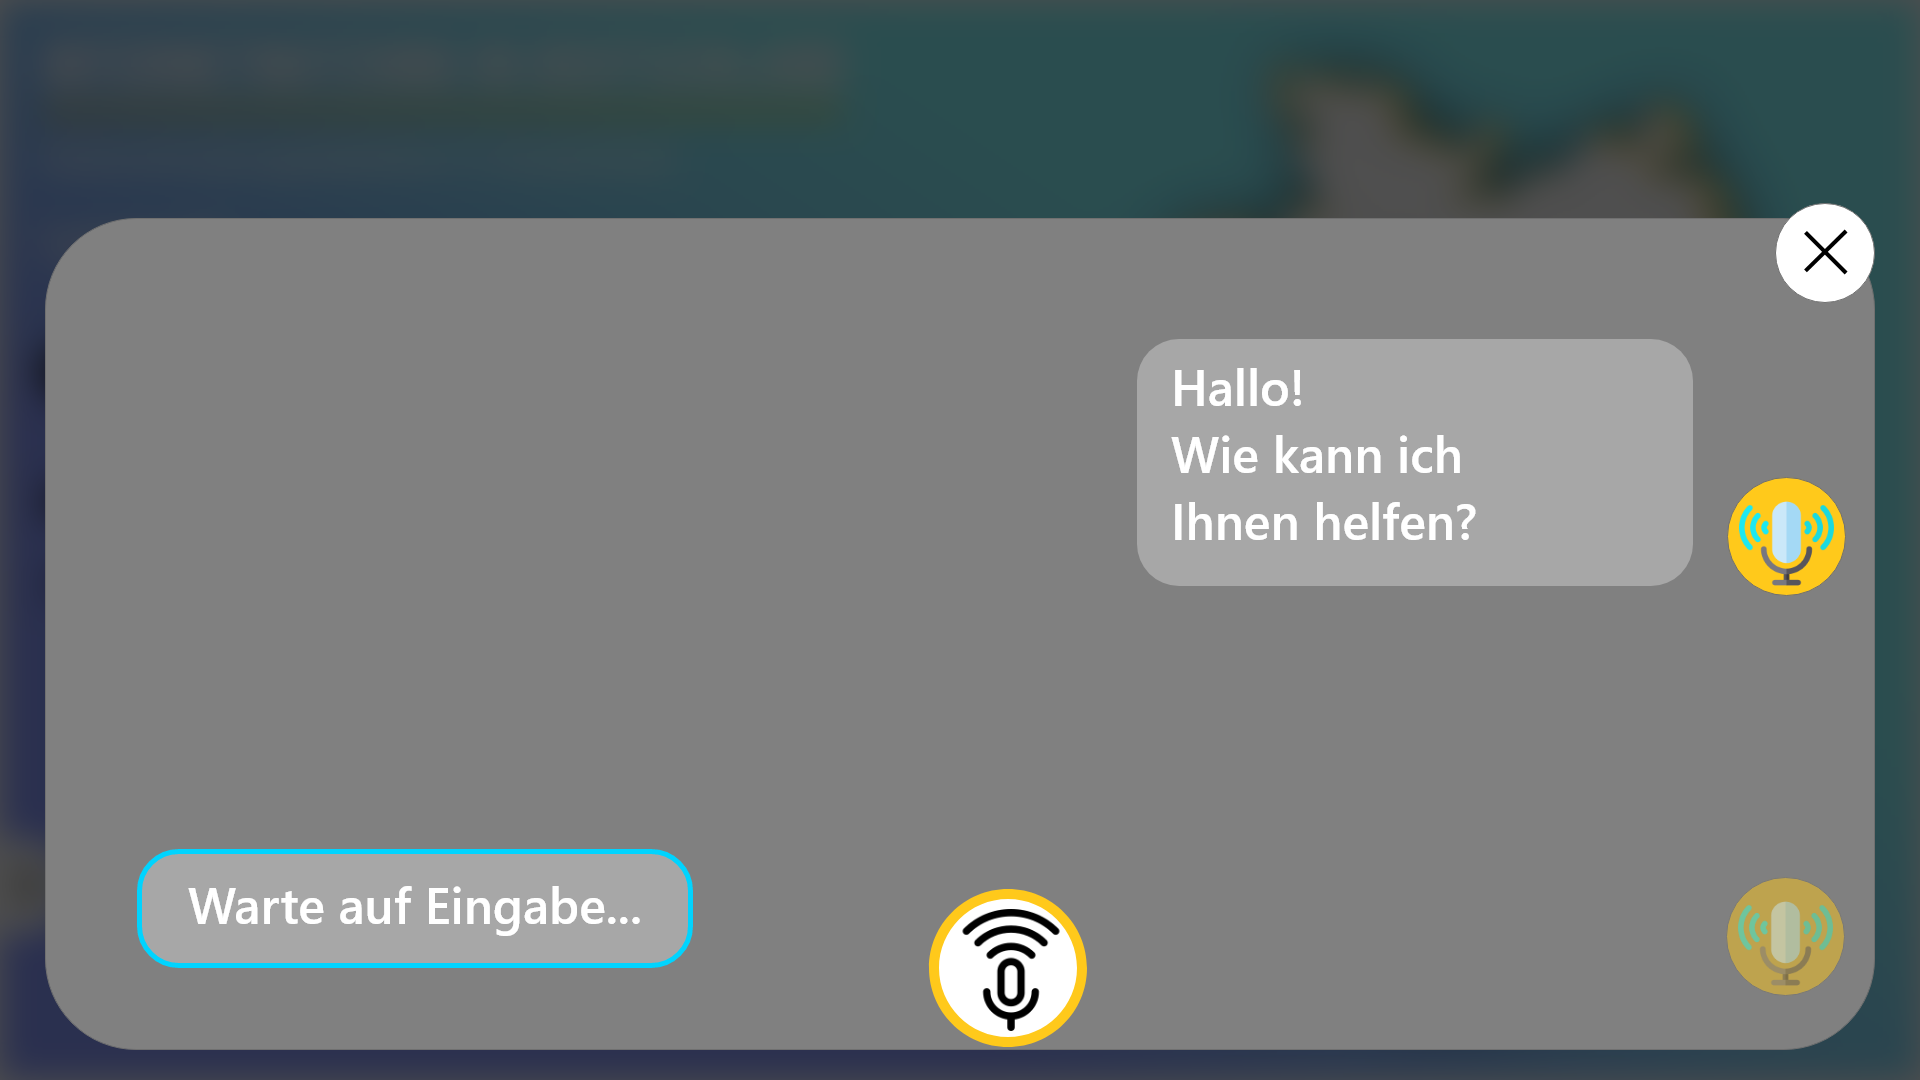 Hallo!
Wie kann ich
Ihnen helfen?
Warte auf Eingabe...